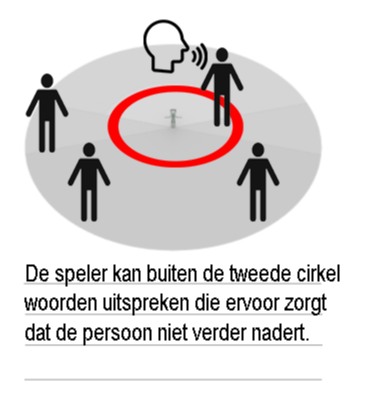 De speler kan buiten de tweede cirkel
woorden uitspreken die ervoor zorgt
dat de persoon niet verder nadert.